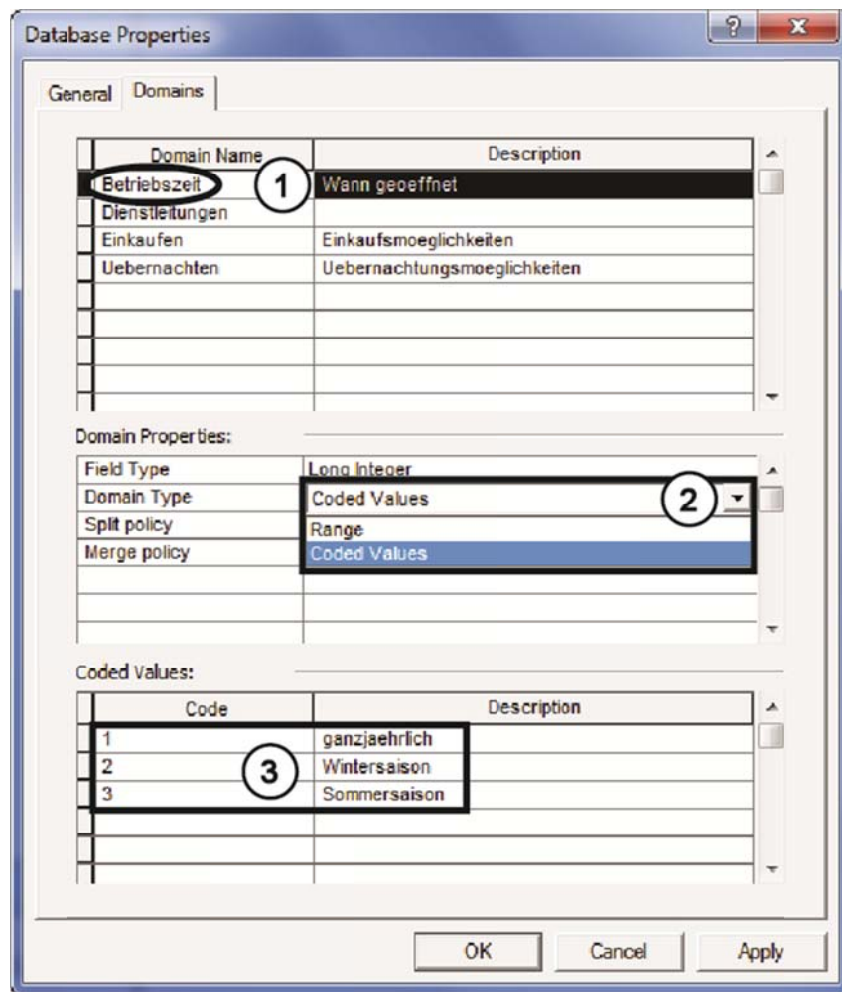 Database Properties
General Domains
Domain Name Description
Betriebszeit 1 Wann geoeffnet
Dienstleitungen
Einkaufen Einkaufsmoeglichkeiten
Uebernachten Uebernachtungsmoeglichkeiten
Domain Properties:
Field Type Long Integer
Domain Type Coded Values 2
Split policy Range
Merge policy Coded Values
Coded Values:
Code Description
1 ganzjaehrlich
2 3 Wintersaison
3 Sommersaison
OK Cancel Apply